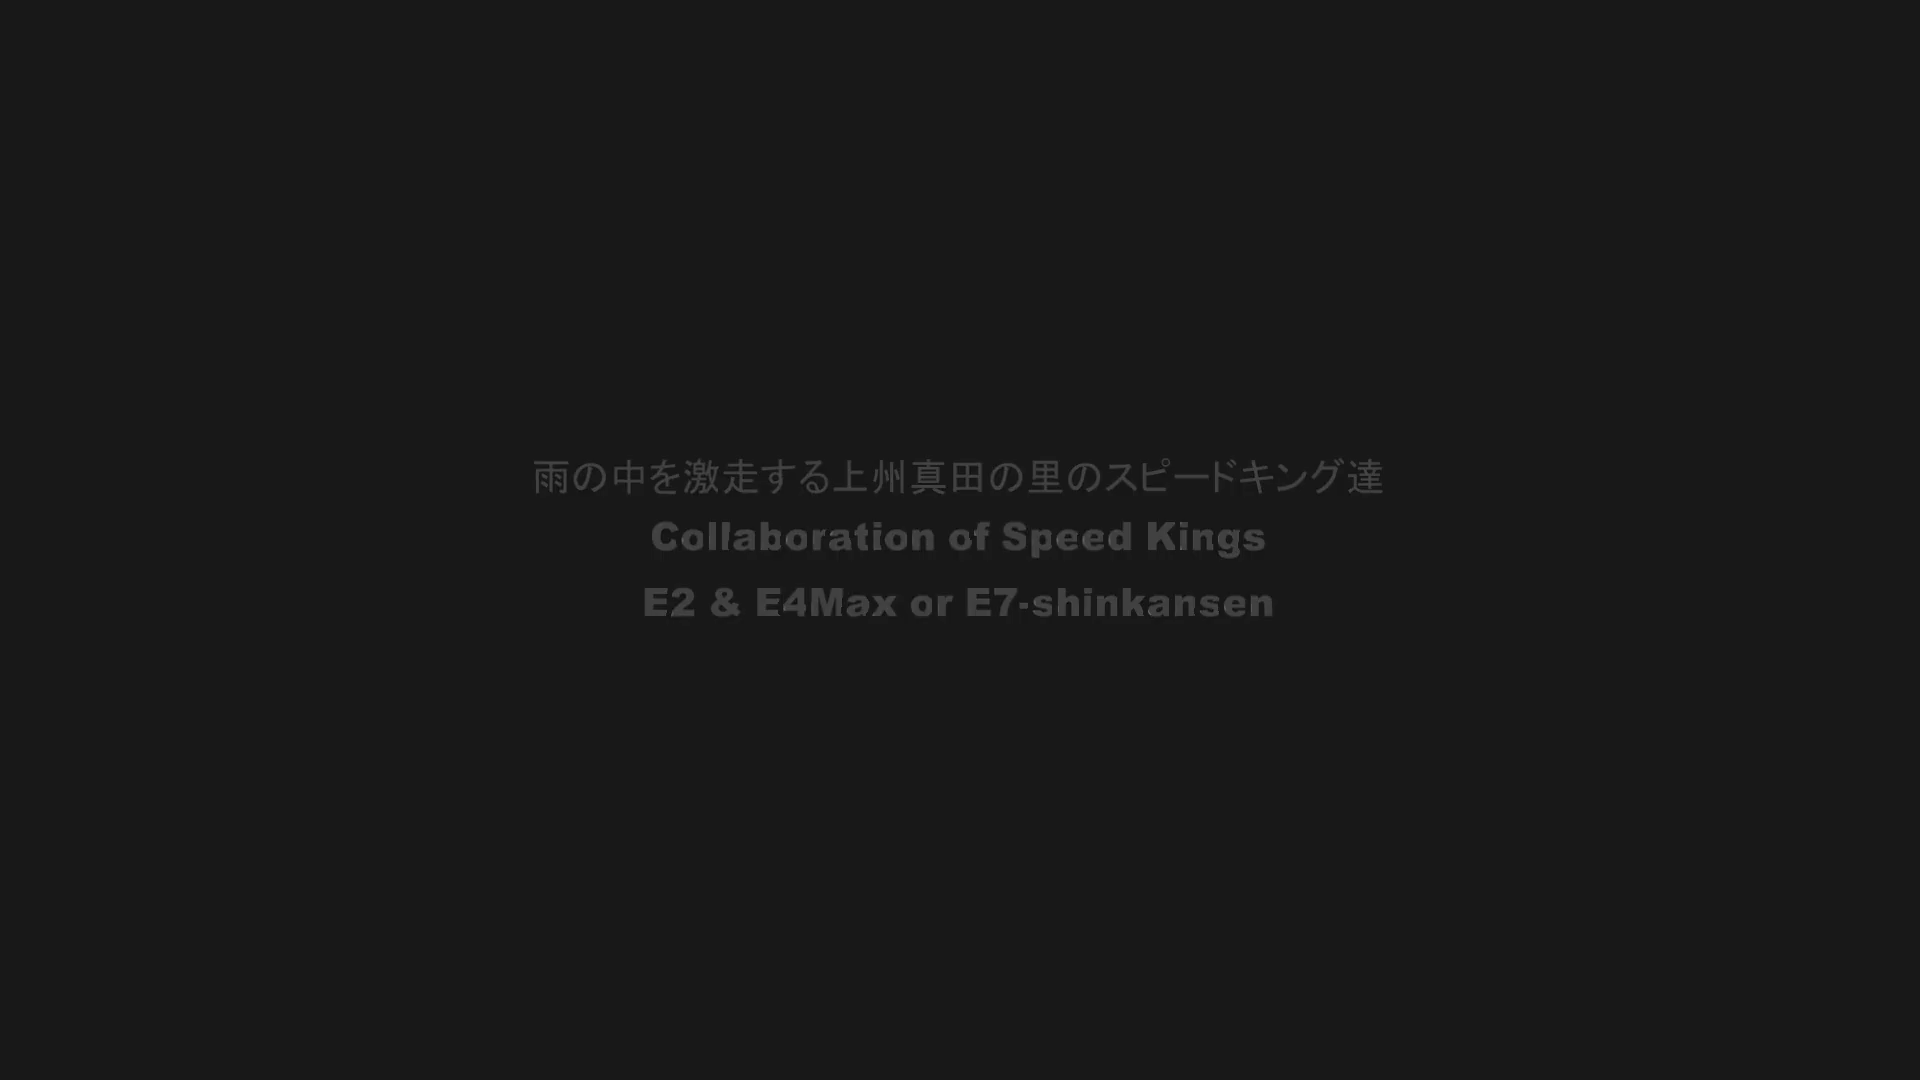 雨の中を激走する上州真田の里のスピードキング達
Collaboration of Speed Kings
E2 & E4Max or E7-shinkansen